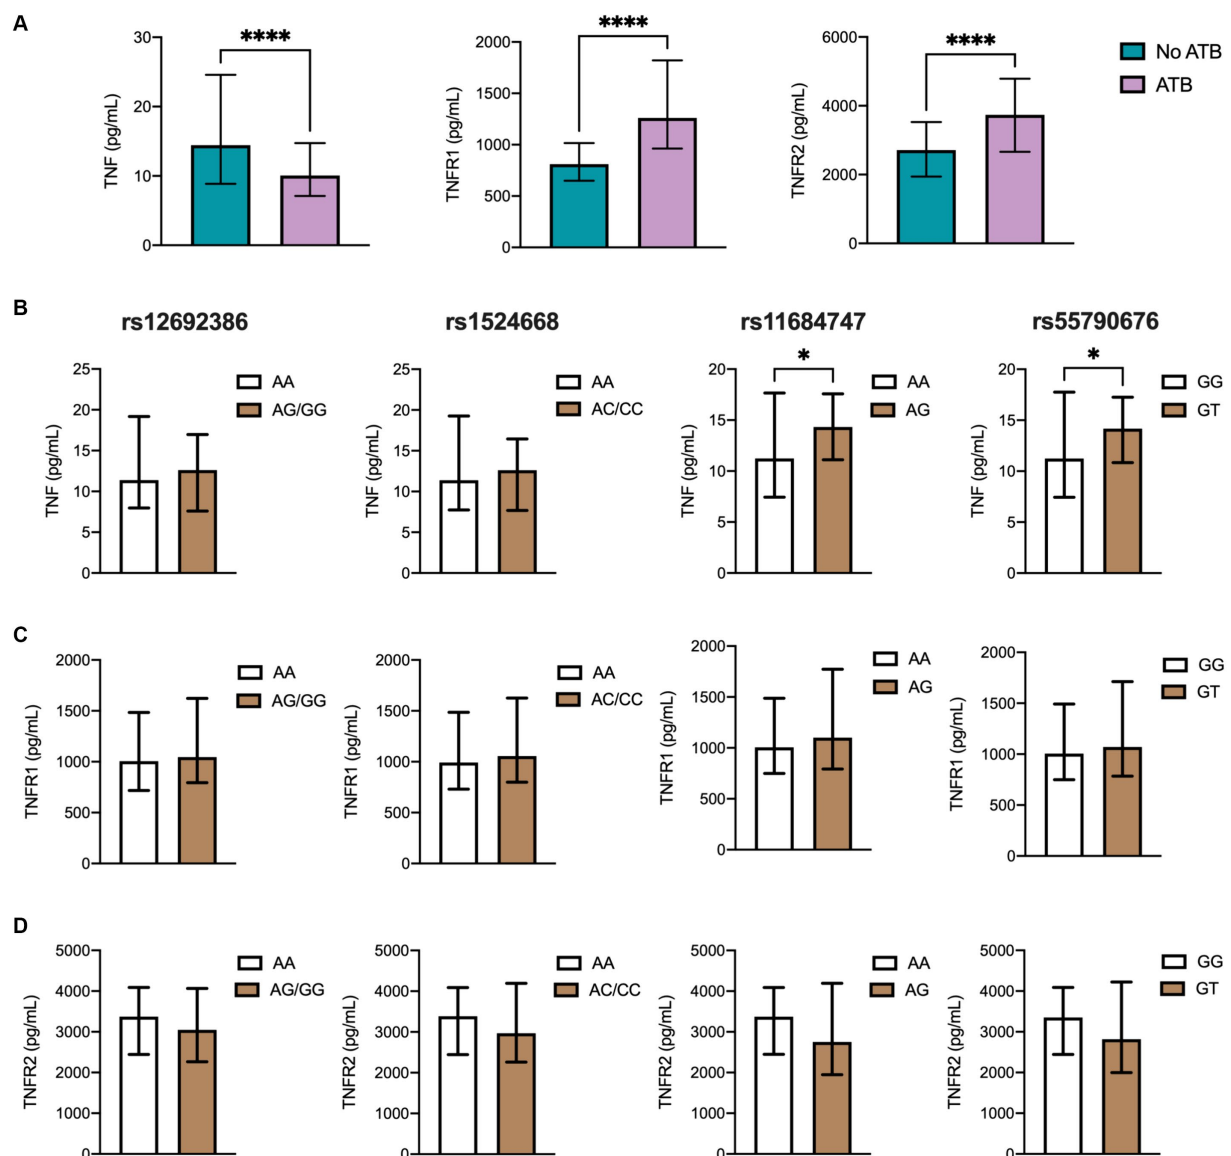 A
TNF (pg/mL)
30
20
10
0
****
TNFR1 (pg/mL)
2000
1500
1000
500
0
****
TNFR2 (pg/mL)
6000
4000
2000
0
****
No ATB
ATB
B
rs12692386
TNF (pg/mL)
25
20
15
10
5
0
AA
AG/GG
rs1524668
TNF (pg/mL)
25
20
15
10
5
0
AA
AC/CC
rs11684747
TNF (pg/mL)
20
15
10
5
0
*
AA
AG
rs55790676
TNF (pg/mL)
20
15
10
5
0
*
GG
GT
C
TNFR1 (pg/mL)
2000
1500
1000
500
0
AA
AG/GG
TNFR1 (pg/mL)
2000
1500
1000
500
0
AA
AC/CC
TNFR1 (pg/mL)
2000
1500
1000
500
0
AA
AG
TNFR1 (pg/mL)
2000
1500
1000
500
0
GG
GT
D
TNFR2 (pg/mL)
5000
4000
3000
2000
1000
0
AA
AG/GG
TNFR2 (pg/mL)
5000
4000
3000
2000
1000
0
AA
AC/CC
TNFR2 (pg/mL)
5000
4000
3000
2000
1000
0
AA
AG
TNFR2 (pg/mL)
5000
4000
3000
2000
1000
0
GG
GT